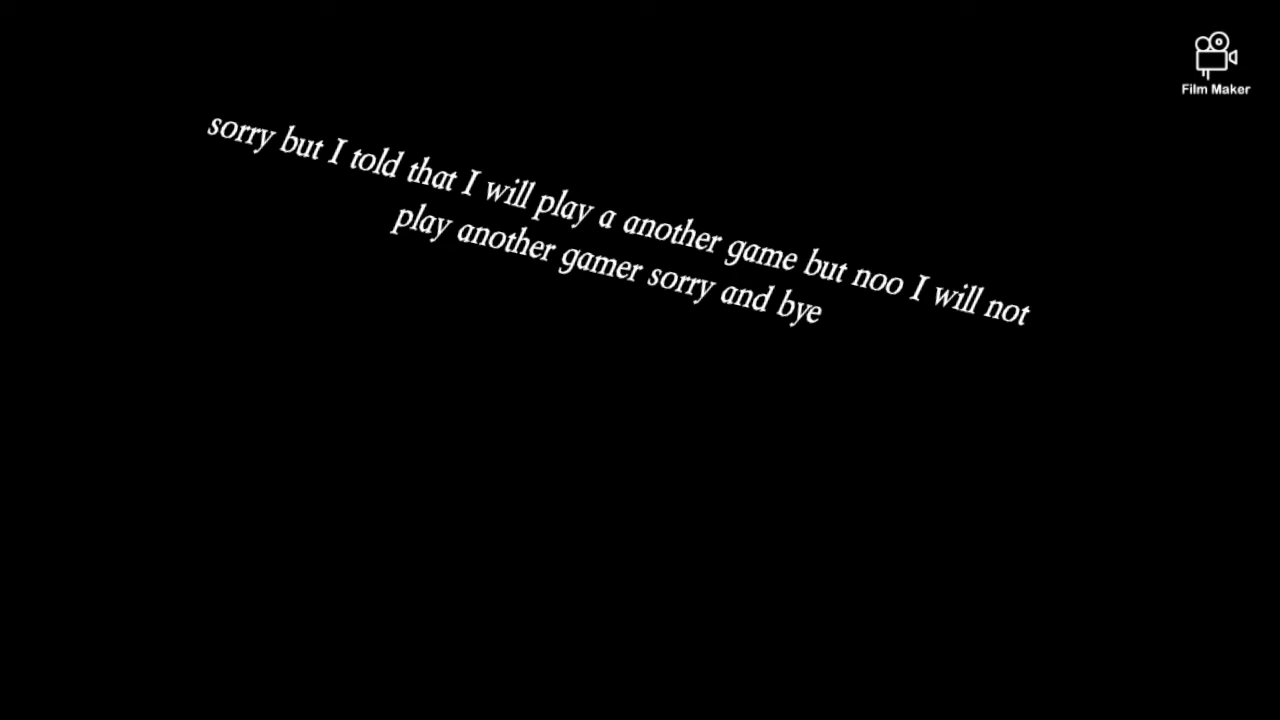 Film Maker
sorry but I told that I will play a another game but noo I will not
play another gamer sorry and bye